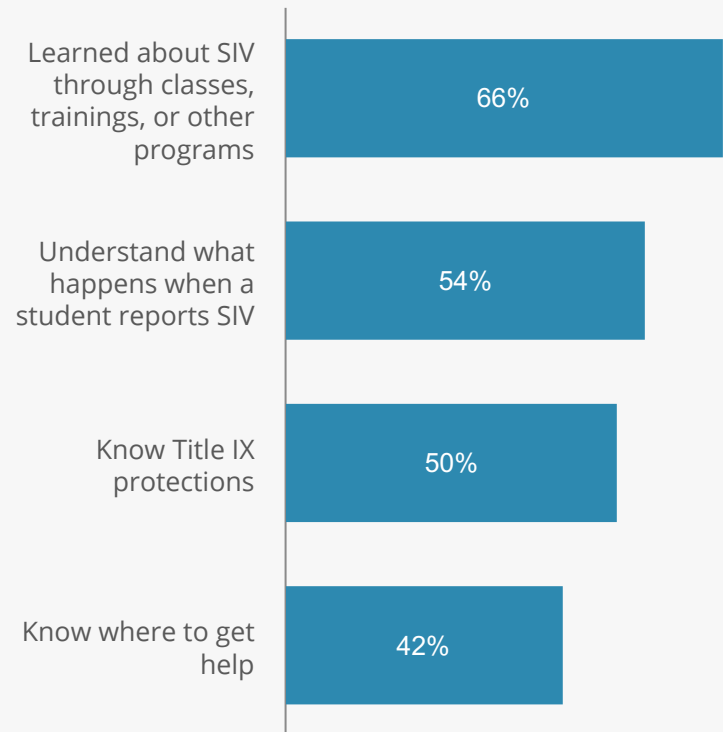 Learned about SIV
through classes,
trainings, or other
programs
66%
Understand what
happens when a
student reports SIV
54%
Know Title IX
protections
50%
Know where to get
help
42%